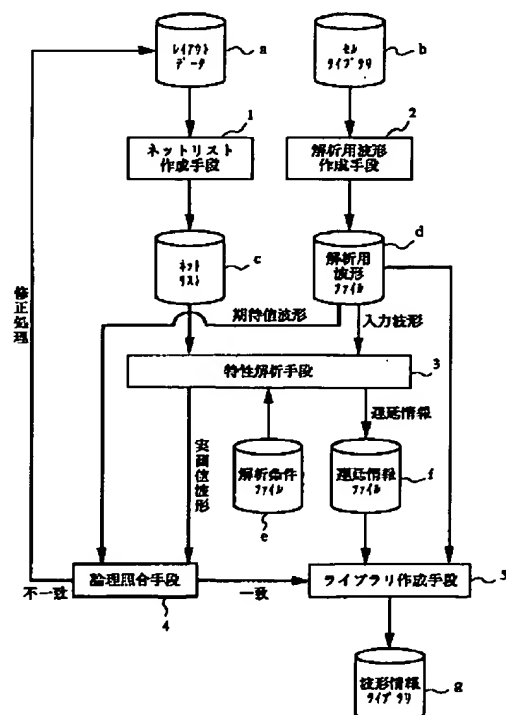 レイアウト
データ
a
セル
ライブラリ
b
1
ネットリスト
作成手段
2
解析用波形
作成手段
ネット
リスト
c
解析用
波形
ファイル
d
修正処理
期待値波形
入力波形
特性解析手段
3
遅延情報
実測値波形
解析条件
ファイル
e
遅延情報
ファイル
f
論理照合手段
4
不一致
一致
ライブラリ作成手段
5
波形情報
ライブラリ
g